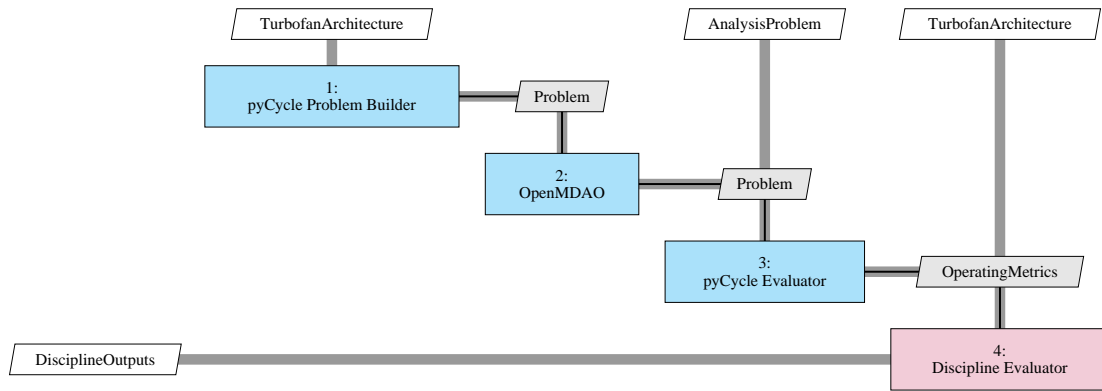 TurbofanArchitecture
AnalysisProblem
TurbofanArchitecture
1:
pyCycle Problem Builder
Problem
2:
OpenMDAO
Problem
3:
pyCycle Evaluator
OperatingMetrics
DisciplineOutputs
4:
Discipline Evaluator